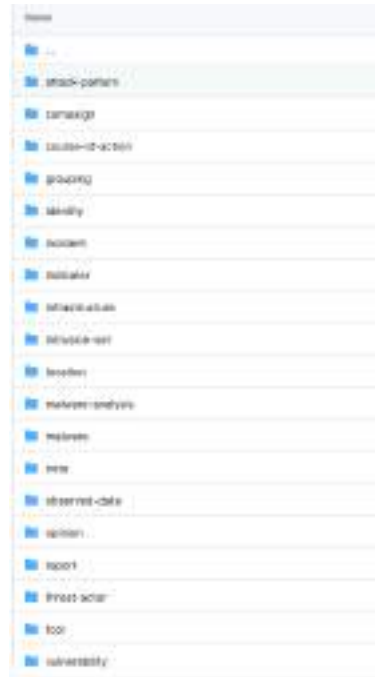 Name
..
attack-pattern
campaign
course-of-action
grouping
identity
incident
indicator
infrastructure
intrusion-set
location
malware-analysis
malware
note
observed-data
opinion
report
threat-actor
tool
vulnerability